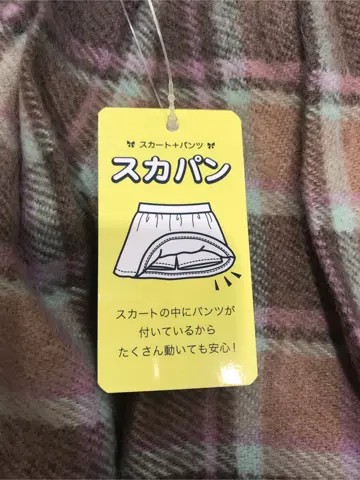 スカート+パンツ
スカパン
スカートの中にパンツが
付いているから
たくさん動いても安心!